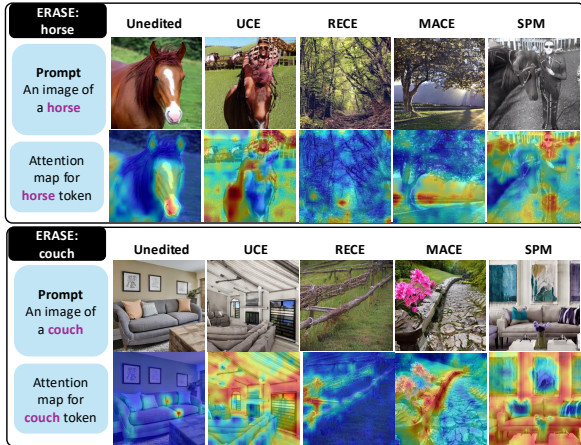 ERASE:
horse
Unedited UCE RECE MACE SPM
Prompt
An image of
a horse
Attention
map for
horse token
ERASE:
couch
Unedited UCE RECE MACE SPM
Prompt
An image of
a couch
Attention
map for
couch token